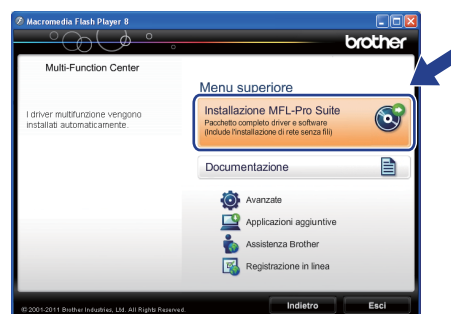 Macromedia Flash Player 8
brother
Multi-Function Center
I driver multifunzione vengono
installati automaticamente.
Menu superiore
Installazione MFL-Pro Suite
Pacchetto completo driver e software
(Include l'installazione di rete senza fili)
Documentazione
Avanzate
Applicazioni aggiuntive
Assistenza Brother
Registrazione in linea
© 2001-2011 Brother Industries, Ltd. All Rights Reserved.
Indietro
Esci